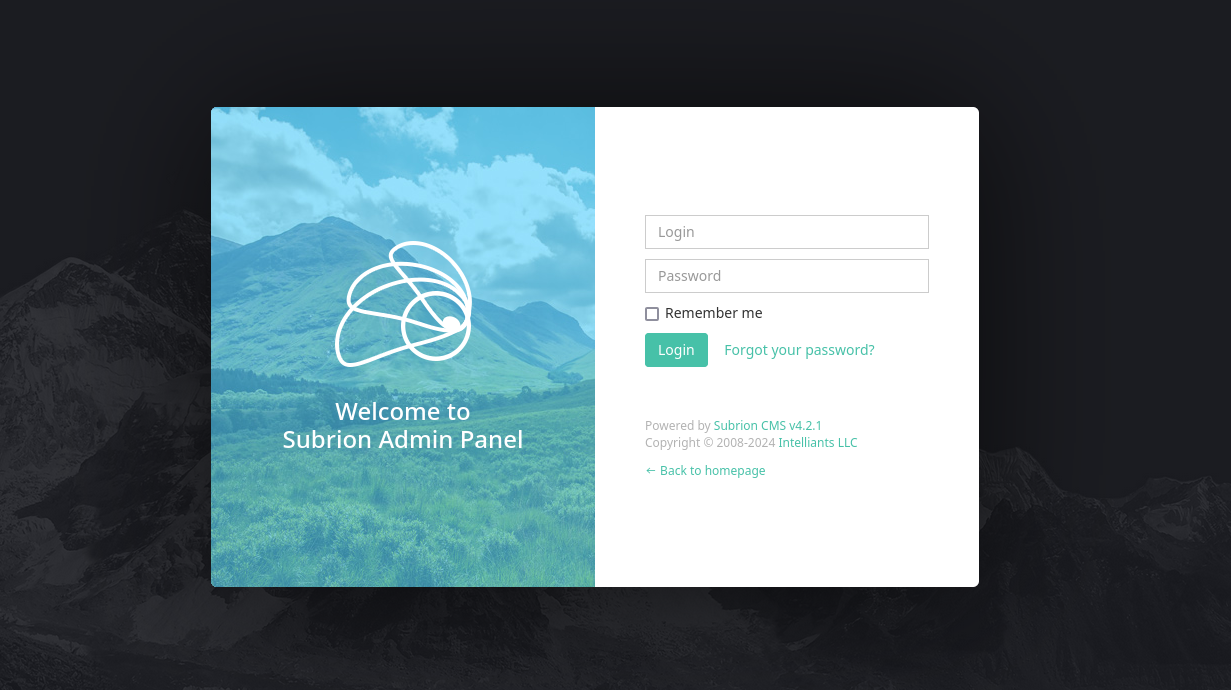 Welcome to
Subrion Admin Panel
Login
Password
Remember me
Login Forgot your password?
Powered by Subrion CMS v4.2.1
Copyright © 2008-2024 Intelliants LLC
← Back to homepage